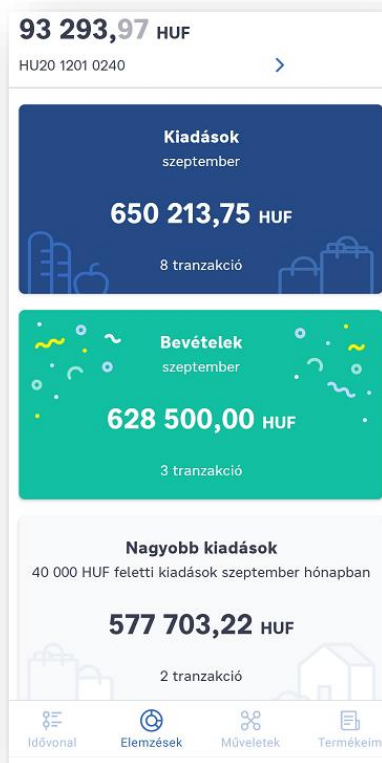 93 293,97 HUF
HU20 1201 0240
Kiadások
szeptember
650 213,75 HUF
8 tranzakció
Bevételek
szeptember
628 500,00 HUF
3 tranzakció
Nagyobb kiadások
40 000 HUF feletti kiadások szeptember hónapban
577 703,22 HUF
2 tranzakció
Idővonal Elemzések Műveletek Termékeim